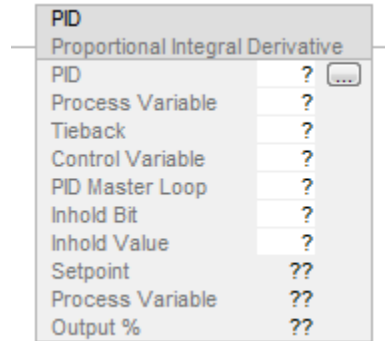 PID
Proportional Integral Derivative
PID ? ...
Process Variable ?
Tieback ?
Control Variable ?
PID Master Loop ?
Inhold Bit ?
Inhold Value ?
Setpoint ??
Process Variable ??
Output % ??